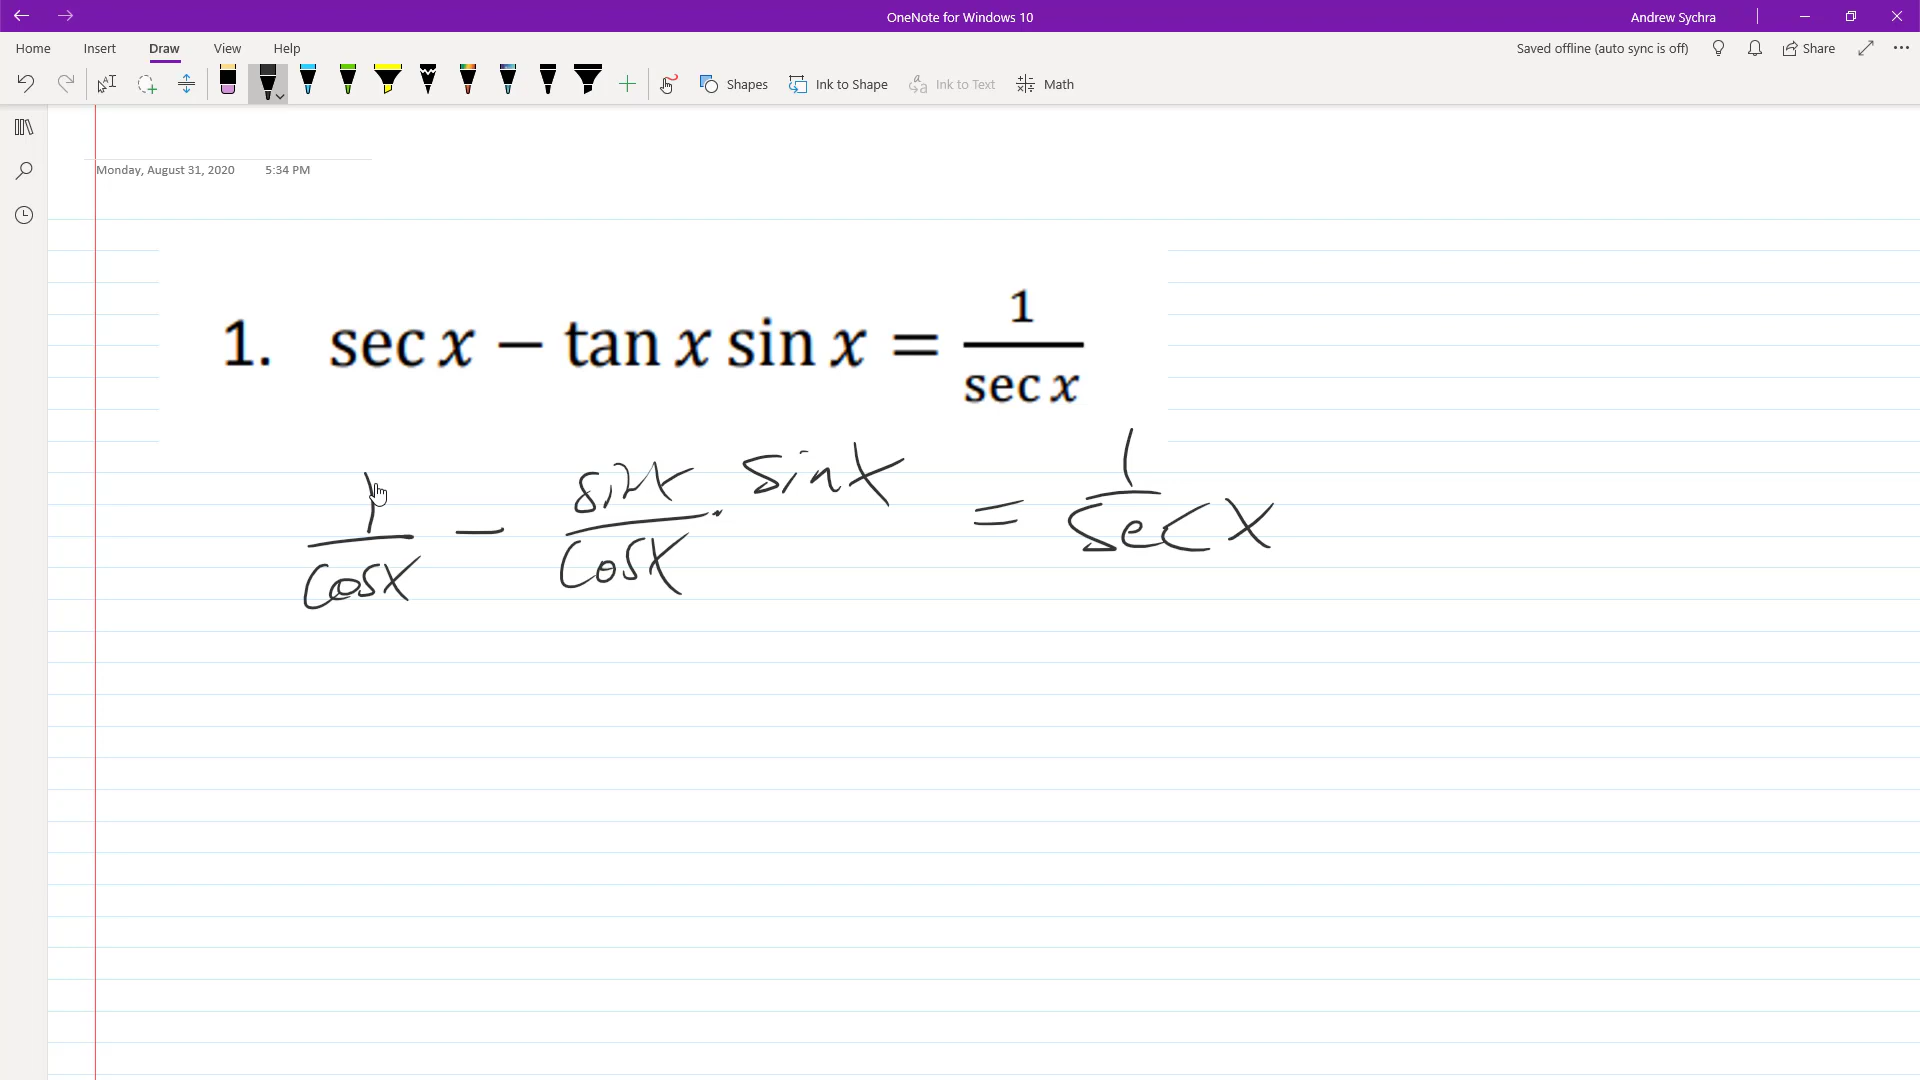 OneNote for Windows 10
Andrew Sychra
Home Insert Draw View Help
Saved offline (auto sync is off) Share
Shapes Ink to Shape Ink to Text Math
Monday, August 31, 2020 5:34 PM
1. sec x − tan x sin x = 1/sec x
1/cosx − sinx/cosx · sinx = 1/secx